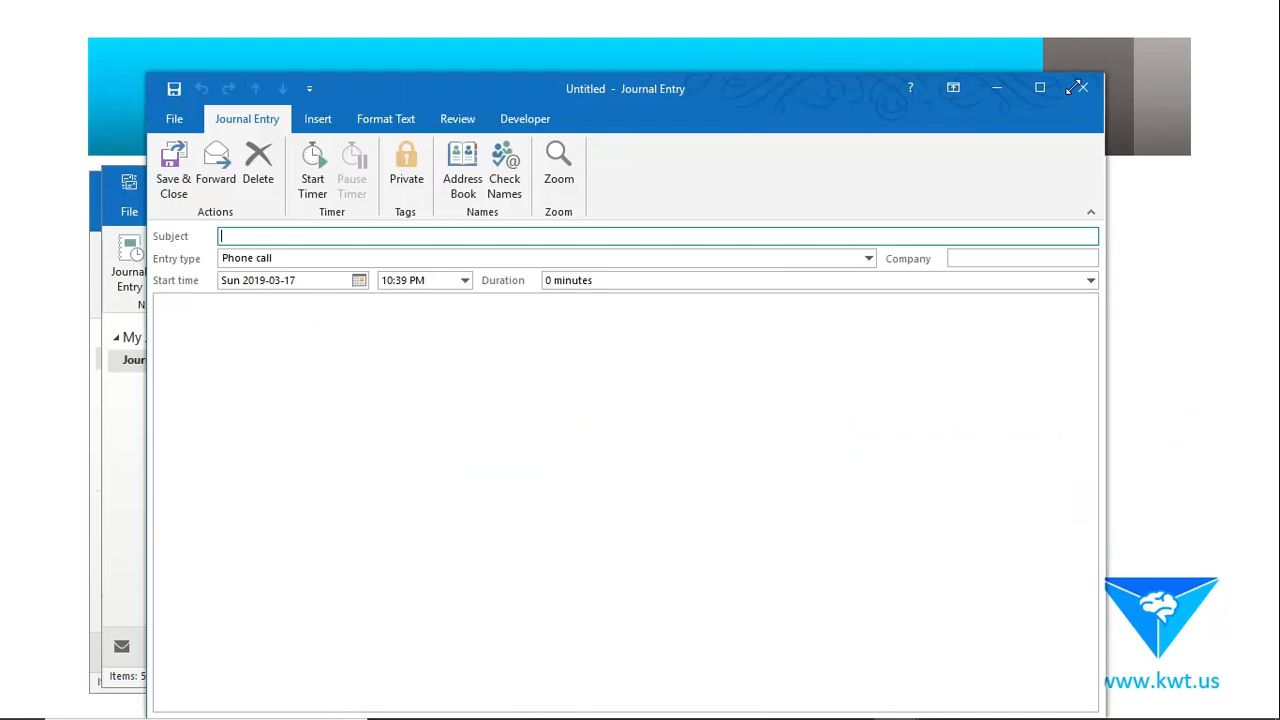 Untitled - Journal Entry
?
File
Journal Entry
Insert
Format Text
Review
Developer
File
Save & Close
Forward
Delete
Start Timer
Pause Timer
Private
Address Book
Check Names
Zoom
Actions
Timer
Tags
Names
Zoom
Journal Entry
N
Subject
Entry type
Phone call
Company
Start time
Sun 2019-03-17
10:39 PM
Duration
0 minutes
My
Jour
Items: 5
www.kwt.us